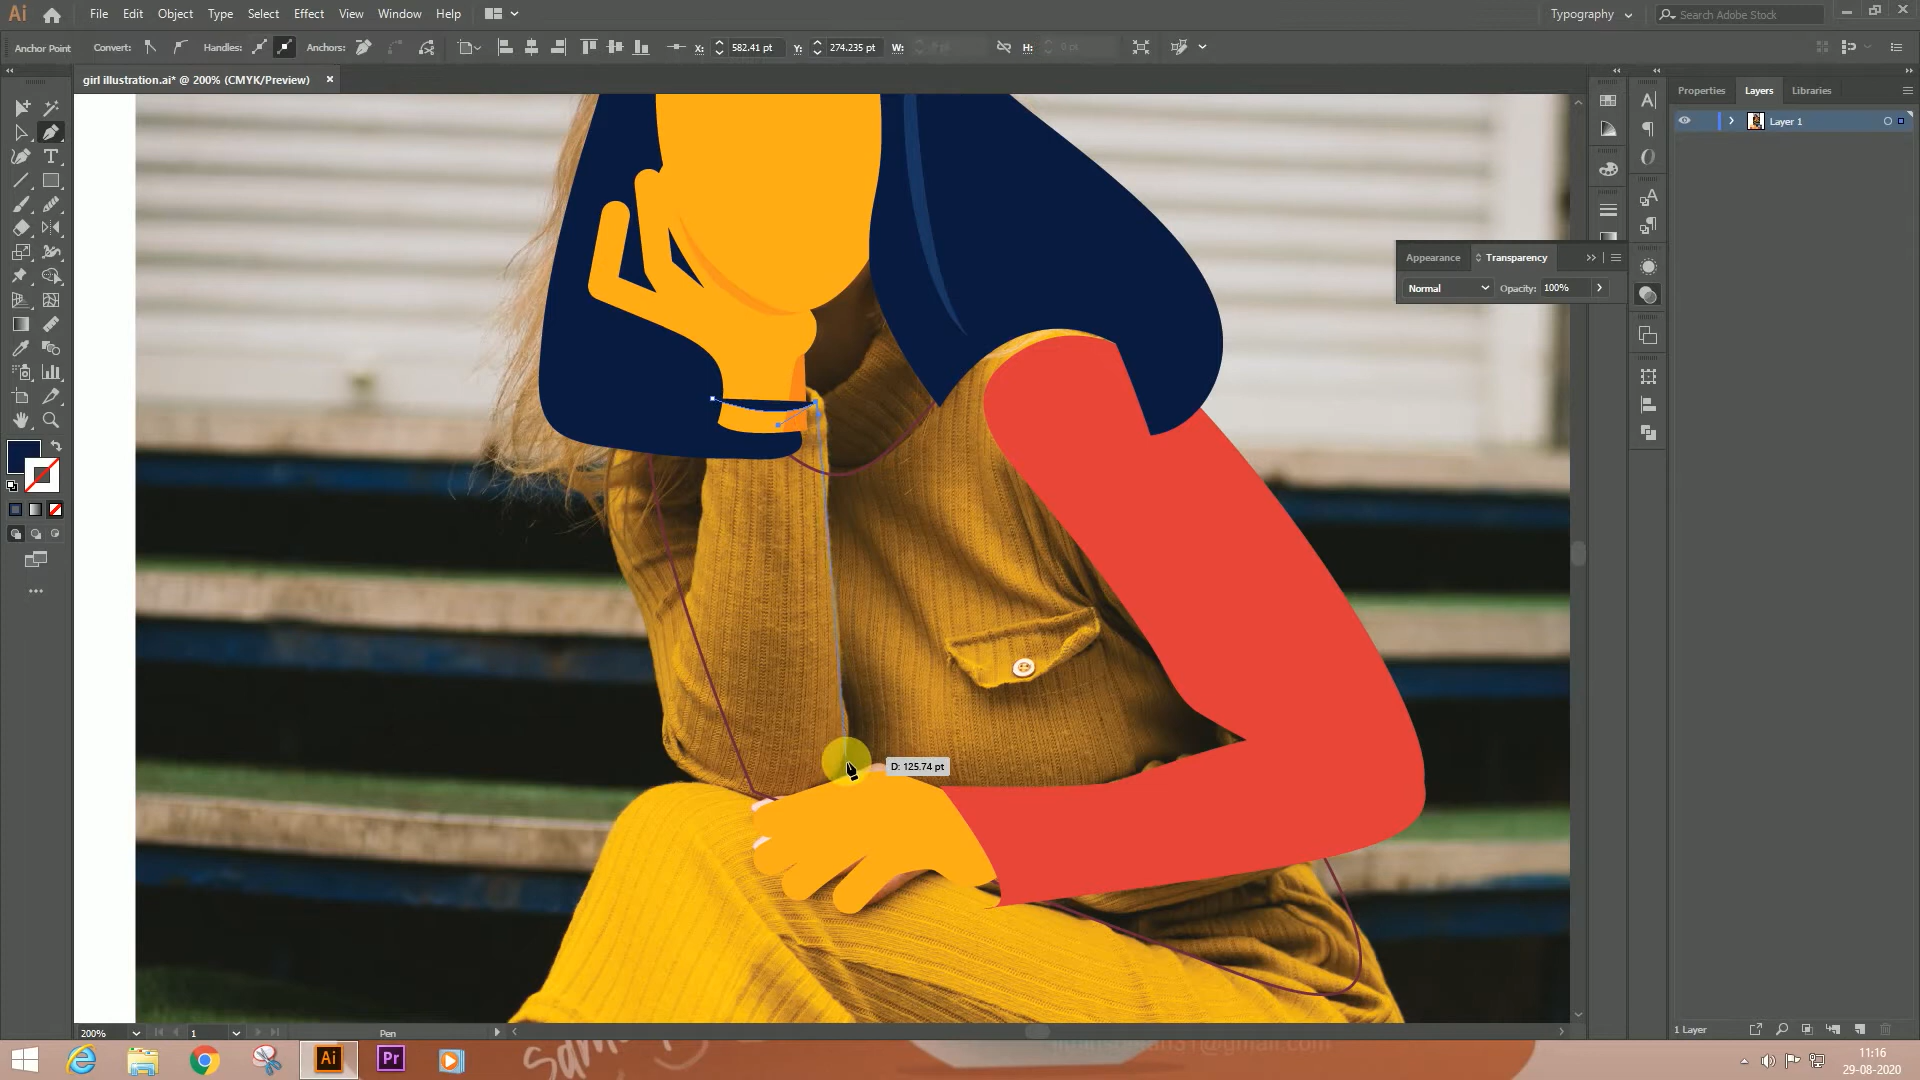 Ai File Edit Object Type Select Effect View Window Help Typography Search Adobe Stock
Anchor Point Convert: Handles: Anchors: X: 582.41 pt Y: 274.235 pt W: H:
girl illustration.ai* @ 200% (CMYK/Preview) ×
Properties Layers Libraries
Layer 1
Appearance Transparency
Normal Opacity: 100%
D: 125.74 pt
200% 1 Pen
1 Layer
Ai Pr
11:16
29-08-2020